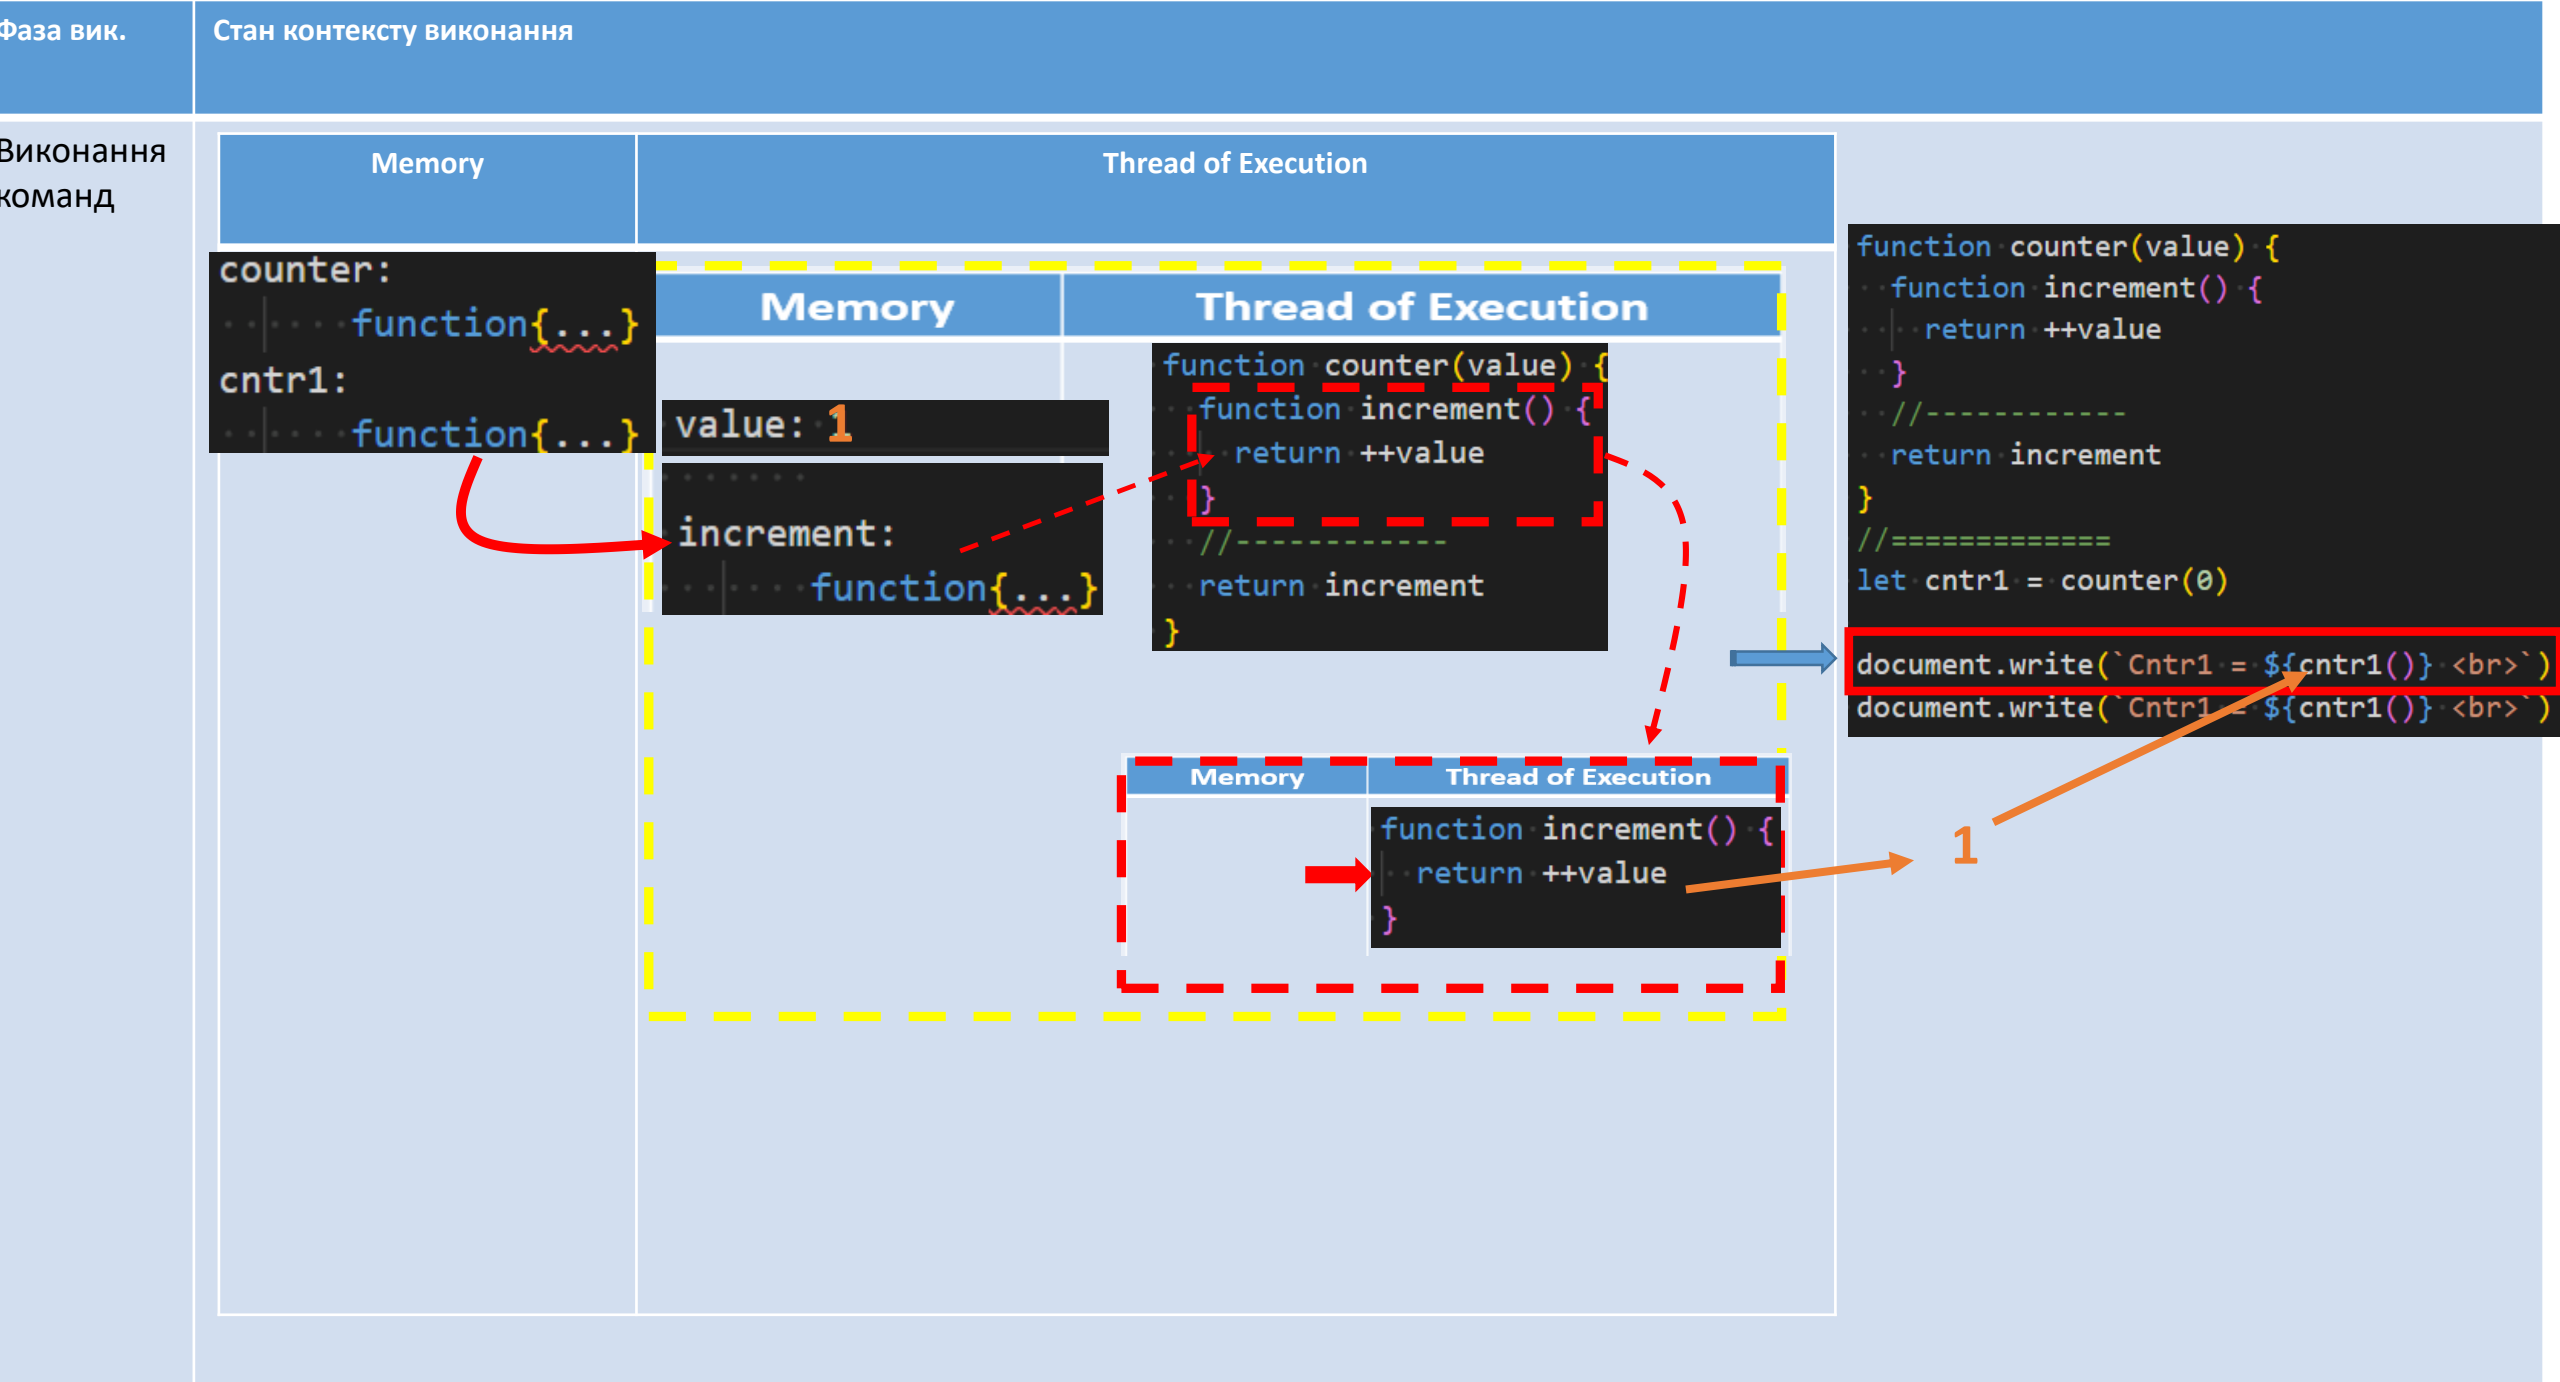 Фаза вик.
Стан контексту виконання
Виконання
команд
Memory
Thread of Execution
counter:
function{...}
cntr1:
function{...}
Memory
Thread of Execution
value: 1
increment:
function{...}
function counter(value) {
function increment() {
return ++value
}
//------------
return increment
}
Memory
Thread of Execution
function increment() {
return ++value
}
1
function counter(value) {
function increment() {
return ++value
}
//------------
return increment
}
//=============
let cntr1 = counter(0)
document.write(`Cntr1 = ${cntr1()} <br>`)
document.write(`Cntr1 = ${cntr1()} <br>`)